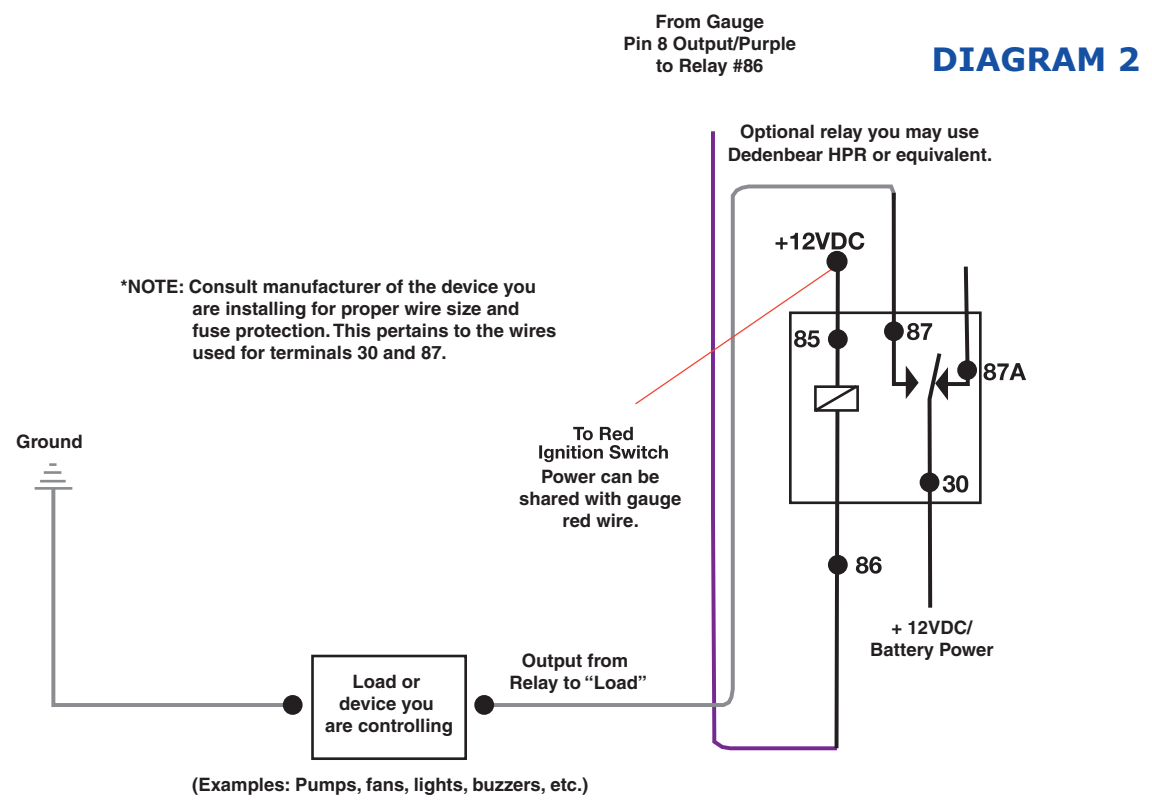 From Gauge
Pin 8 Output/Purple
to Relay #86
DIAGRAM 2
Optional relay you may use
Dedenbear HPR or equivalent.
+12VDC
*NOTE: Consult manufacturer of the device you
are installing for proper wire size and
fuse protection. This pertains to the wires
used for terminals 30 and 87.
85
87
87A
To Red
Ignition Switch
Power can be
shared with gauge
red wire.
30
86
Ground
+ 12VDC/
Battery Power
Load or
device you
are controlling
Output from
Relay to “Load”
(Examples: Pumps, fans, lights, buzzers, etc.)